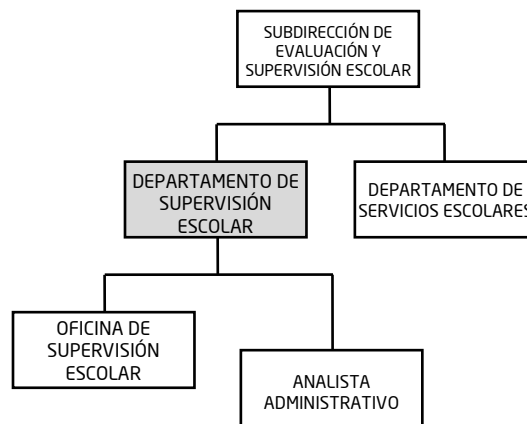 SUBDIRECCIÓN DE
EVALUACIÓN Y
SUPERVISIÓN ESCOLAR
DEPARTAMENTO DE
SUPERVISIÓN
ESCOLAR
DEPARTAMENTO DE
SERVICIOS ESCOLARES
OFICINA DE
SUPERVISIÓN
ESCOLAR
ANALISTA
ADMINISTRATIVO